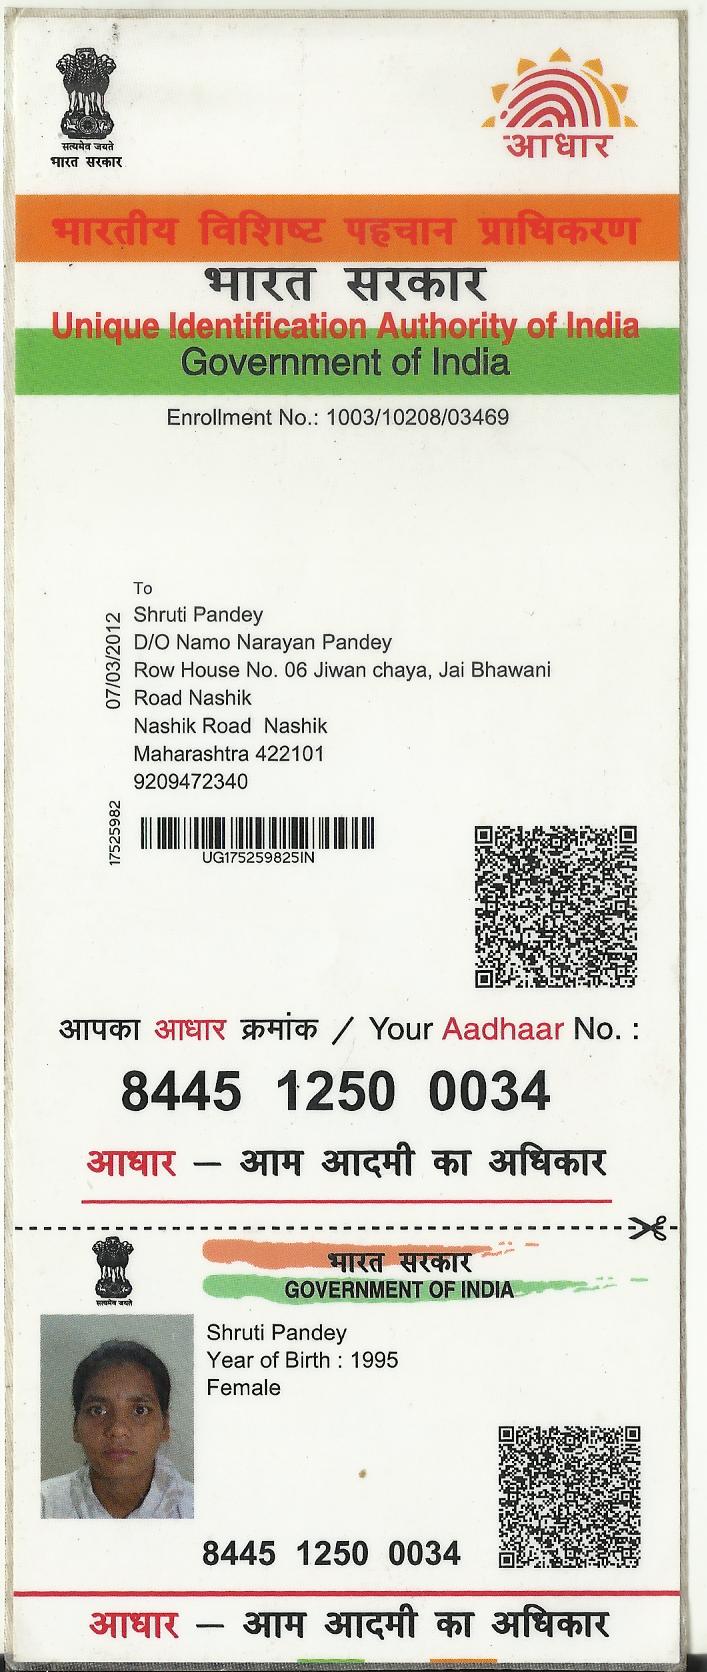 सत्यमेव जयते
भारत सरकार
आधार
भारतीय विशिष्ट पहचान प्राधिकरण
भारत सरकार
Unique Identification Authority of India
Government of India
Enrollment No.: 1003/10208/03469
To
Shruti Pandey
D/O Namo Narayan Pandey
Row House No. 06 Jiwan chaya, Jai Bhawani
Road Nashik
Nashik Road Nashik
Maharashtra 422101
9209472340
07/03/2012
17525982
UG175259825IN
आपका आधार क्रमांक / Your Aadhaar No. :
8445 1250 0034
आधार – आम आदमी का अधिकार
सत्यमेव जयते
भारत सरकार
GOVERNMENT OF INDIA
Shruti Pandey
Year of Birth : 1995
Female
8445 1250 0034
आधार – आम आदमी का अधिकार